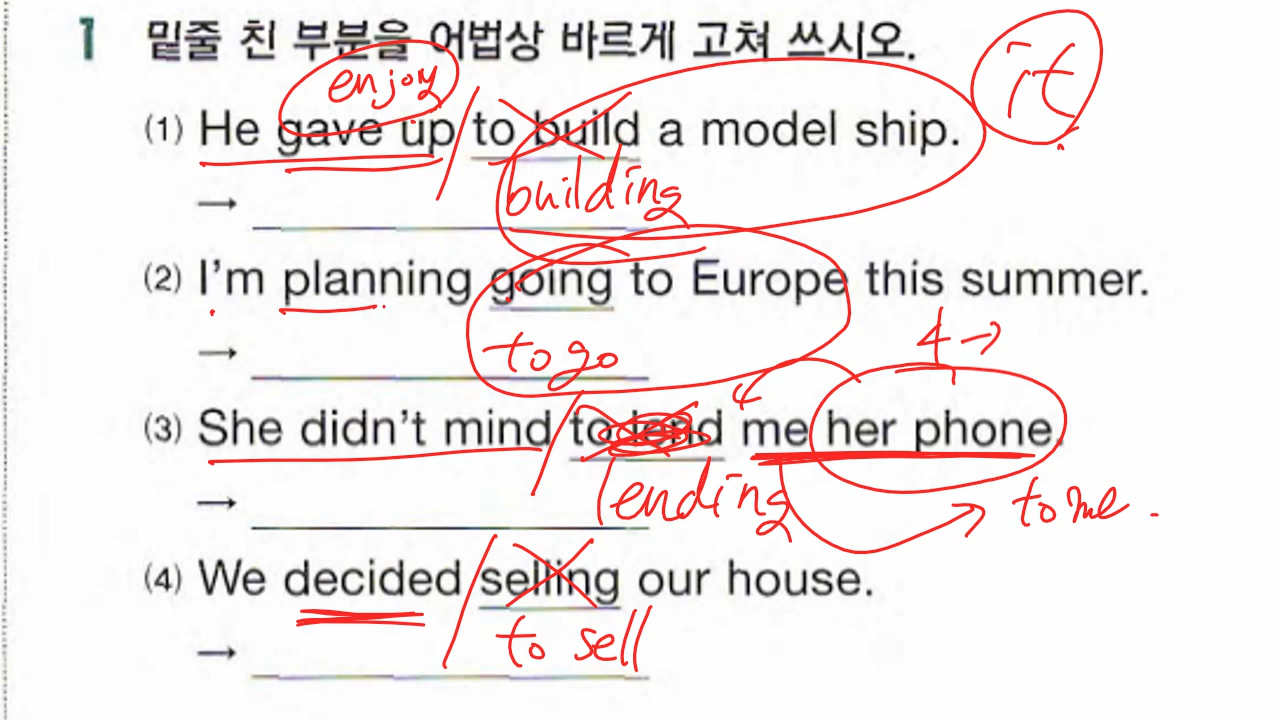 1 밑줄 친 부분을 어법상 바르게 고쳐 쓰시오.
enjoy
it
(1) He gave up to build a model ship.
→ building
(2) I'm planning going to Europe this summer.
→ to go
4 →
(3) She didn't mind to lend me her phone.
→ lending
to me.
(4) We decided selling our house.
→ to sell